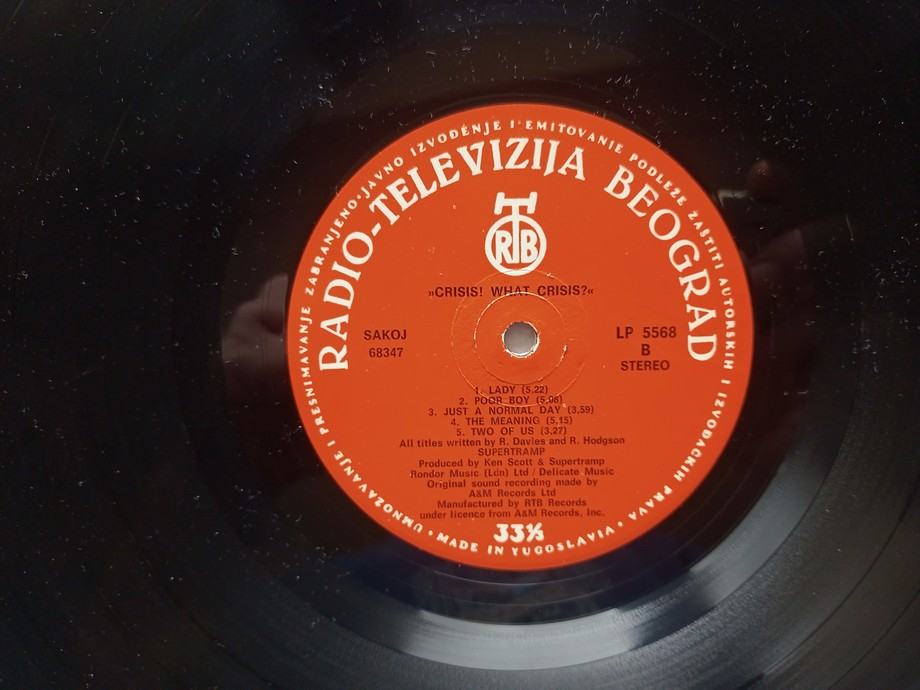 UMNOŽAVANJE I PRESNIMAVANJE ZABRANJENO • JAVNO IZVOĐENJE I EMITOVANJE PODLEŽE ZAŠTITI AUTORSKIH I IZVOĐAČKIH PRAVA •
RADIO-TELEVIZIJA BEOGRAD
RTB
»CRISIS! WHAT CRISIS?«
SAKOJ
68347
LP 5568
B
STEREO
1. LADY (5,22)
2. POOR BOY (5,06)
3. JUST A NORMAL DAY (3,59)
4. THE MEANING (5,15)
5. TWO OF US (3,27)
All titles written by R. Davies and R. Hodgson
SUPERTRAMP
Produced by Ken Scott & Supertramp
Rondor Music (Ldn) Ltd / Delicate Music
Original sound recording made by
A&M Records Ltd
Manufactured by RTB Records
under licence from A&M Records, Inc.
33⅓
• MADE IN YUGOSLAVIA •